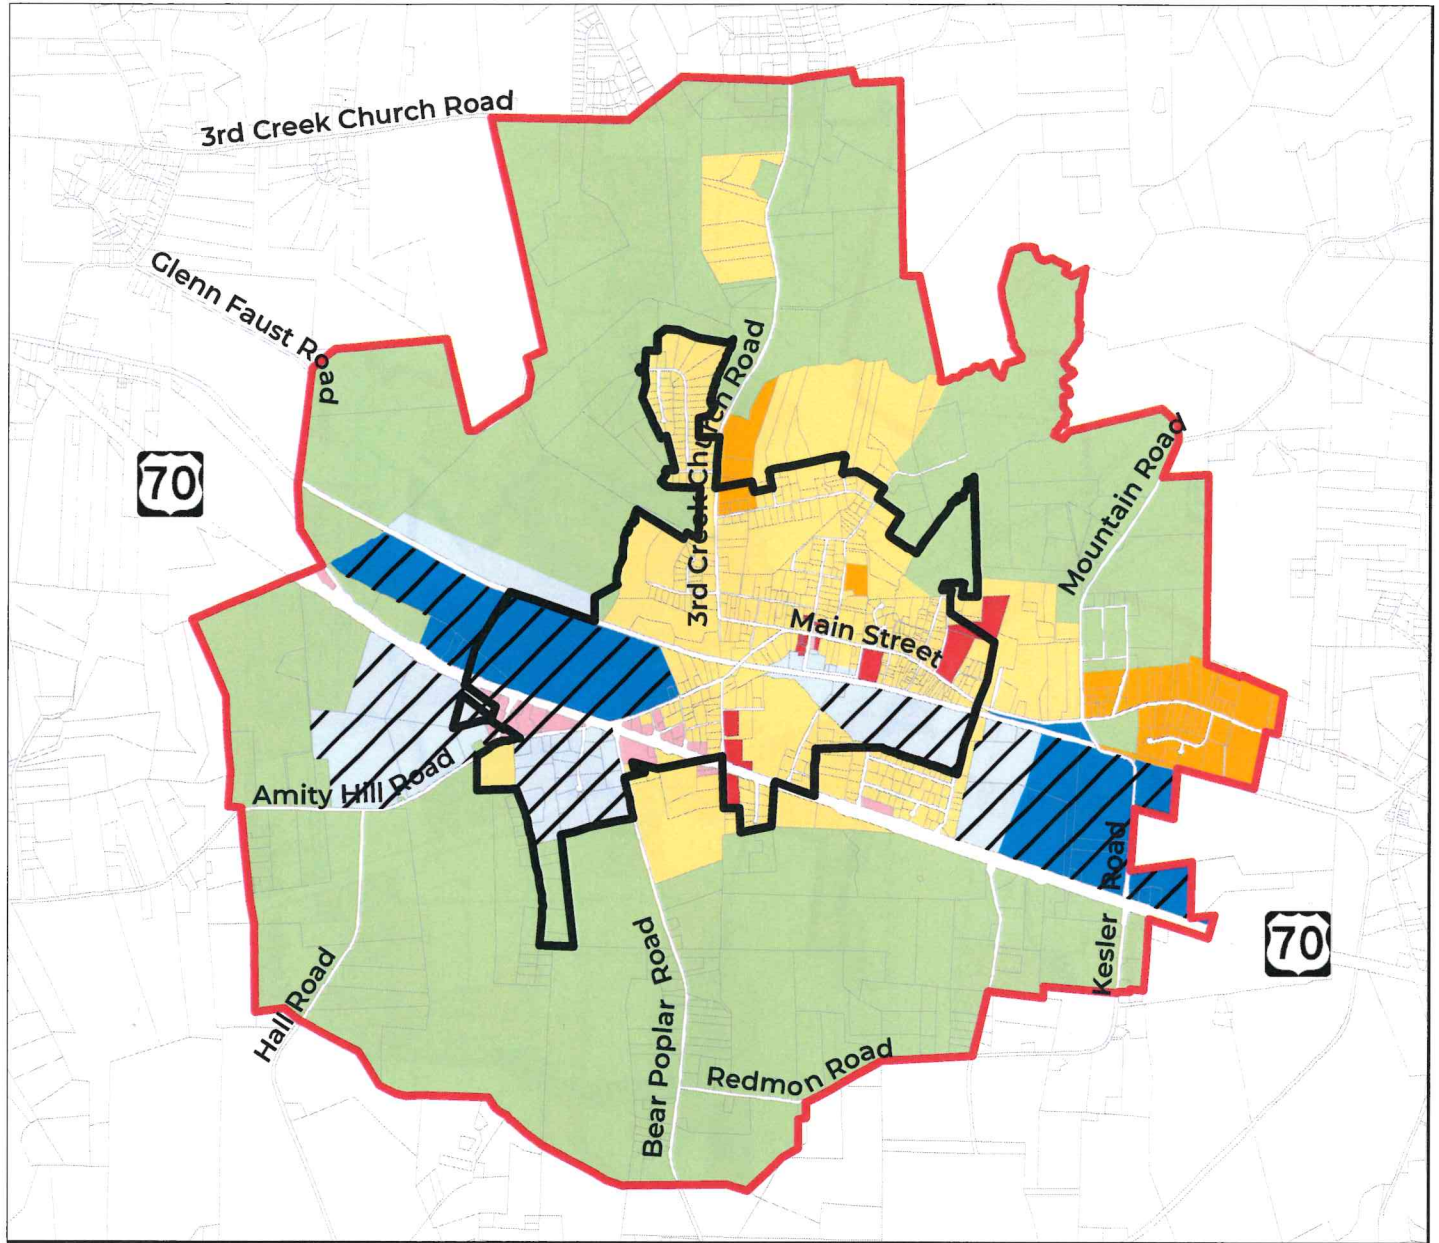 3rd Creek Church Road
Glenn Faust Road
3rd Creek Church Road
70
Mountain Road
Main Street
Amity Hill Road
Kesler Road
70
Hall Road
Bear Poplar Road
Redmon Road